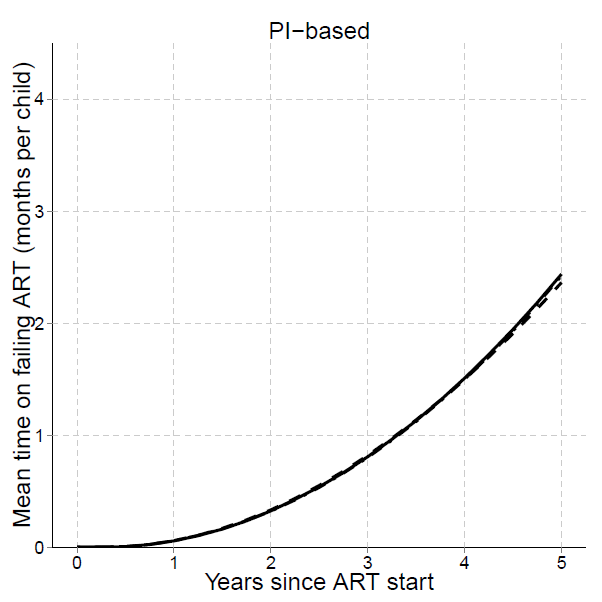 PI−based
Mean time on failing ART (months per child)
4
3
2
1
0
0 1 2 3 4 5
Years since ART start